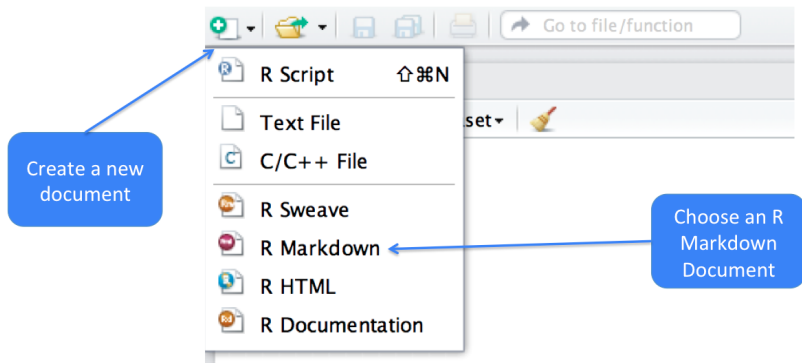 Go to file/function
R Script ⇧⌘N
Text File
set
C/C++ File
R Sweave
R Markdown
R HTML
R Documentation
Create a new
document
Choose an R
Markdown
Document